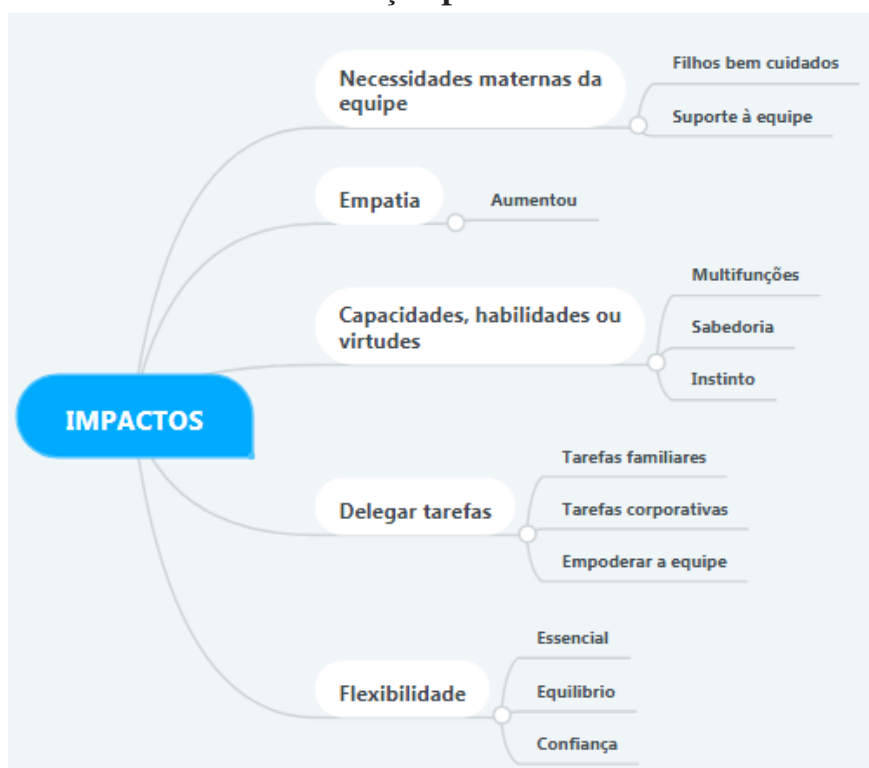 Necessidades maternas da
equipe
Filhos bem cuidados
Suporte à equipe
Empatia
Aumentou
Capacidades, habilidades ou
virtudes
Multifunções
Sabedoria
Instinto
IMPACTOS
Delegar tarefas
Tarefas familiares
Tarefas corporativas
Empoderar a equipe
Flexibilidade
Essencial
Equilibrio
Confiança